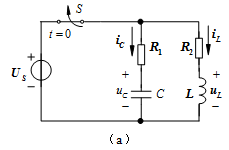 S
t=0
i_C
R_1
i_L
R_2
+
U_S
−
+
u_C
−
C
L
+
u_L
−
(a)